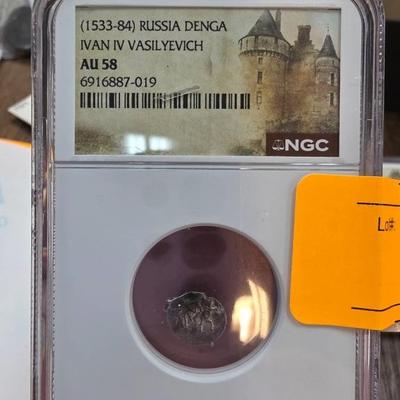 (1533-84) RUSSIA DENGA
IVAN IV VASILYEVICH
AU 58
6916887-019
NGC
Lot#: